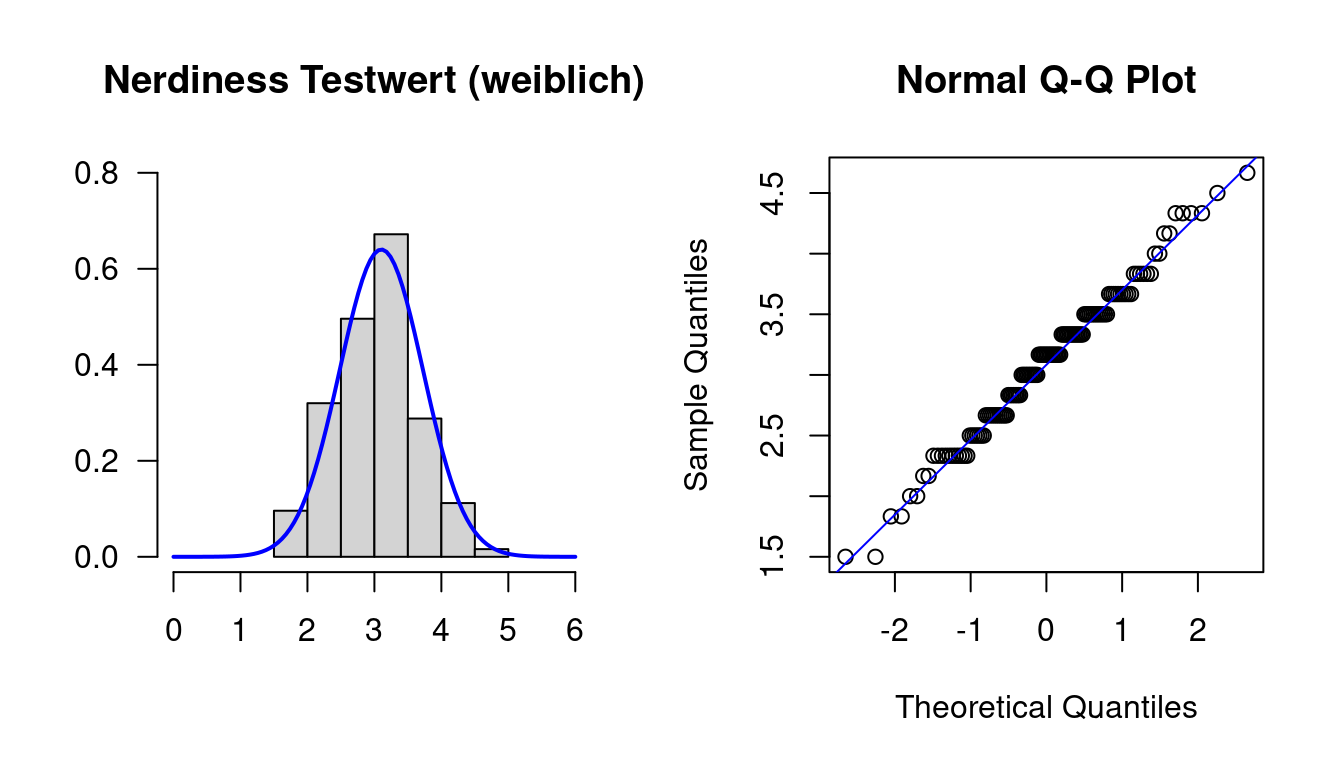 Nerdiness Testwert (weiblich)
0.8
0.6
0.4
0.2
0.0
0 1 2 3 4 5 6
Normal Q-Q Plot
Sample Quantiles
4.5
3.5
2.5
1.5
-2 -1 0 1 2
Theoretical Quantiles